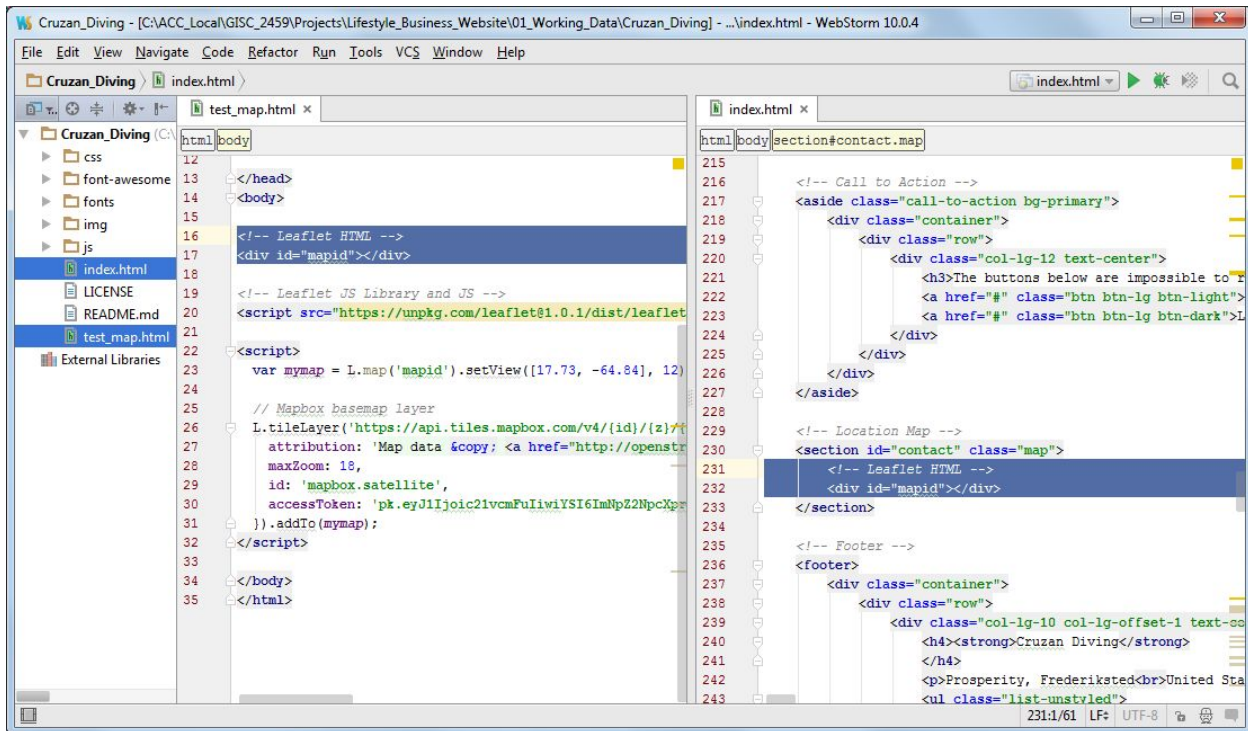 Cruzan_Diving - [C:\ACC_Local\GISC_2459\Projects\Lifestyle_Business_Website\01_Working_Data\Cruzan_Diving] - ...\index.html - WebStorm 10.0.4
File Edit View Navigate Code Refactor Run Tools VCS Window Help
Cruzan_Diving index.html
index.html
test_map.html
index.html
Cruzan_Diving (C:\
css
font-awesome
fonts
img
js
index.html
LICENSE
README.md
test_map.html
External Libraries
html body
12
13 </head>
14 <body>
15
16 <!-- Leaflet HTML -->
17 <div id="mapid"></div>
18
19 <!-- Leaflet JS Library and JS -->
20 <script src="https://unpkg.com/leaflet@1.0.1/dist/leaflet
21
22 <script>
23 var mymap = L.map('mapid').setView([17.73, -64.84], 12)
24
25 // Mapbox basemap layer
26 L.tileLayer('https://api.tiles.mapbox.com/v4/{id}/{z}/{
27 attribution: 'Map data &copy; <a href="http://openstr
28 maxZoom: 18,
29 id: 'mapbox.satellite',
30 accessToken:
31 }).addTo(mymap);
32 </script>
33
34 </body>
35 </html>
html body section#contact.map
215
216 <!-- Call to Action -->
217 <aside class="call-to-action bg-primary">
218 <div class="container">
219 <div class="row">
220 <div class="col-lg-12 text-center">
221 <h3>The buttons below are impossible to r
222 <a href="#" class="btn btn-lg btn-light">
223 <a href="#" class="btn btn-lg btn-dark">L
224 </div>
225 </div>
226 </div>
227 </aside>
228
229 <!-- Location Map -->
230 <section id="contact" class="map">
231 <!-- Leaflet HTML -->
232 <div id="mapid"></div>
233 </section>
234
235 <!-- Footer -->
236 <footer>
237 <div class="container">
238 <div class="row">
239 <div class="col-lg-10 col-lg-offset-1
240 <h4><strong>Cruzan Diving</strong>
241 </h4>
242 <p>Prosperity, Frederiksted<br>United Sta
243 <ul class="list-unstyled">
231:1/61 LF UTF-8